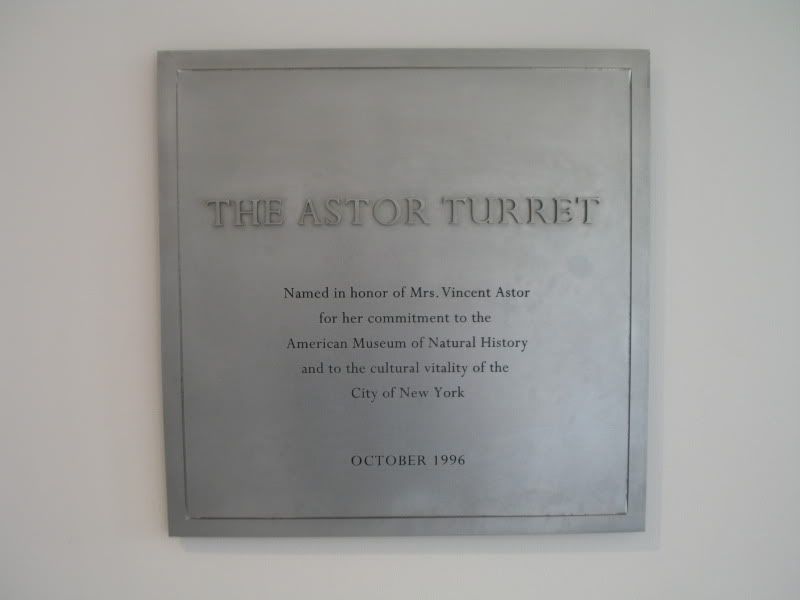 THE ASTOR TURRET
Named in honor of Mrs. Vincent Astor
for her commitment to the
American Museum of Natural History
and to the cultural vitality of the
City of New York
OCTOBER 1996